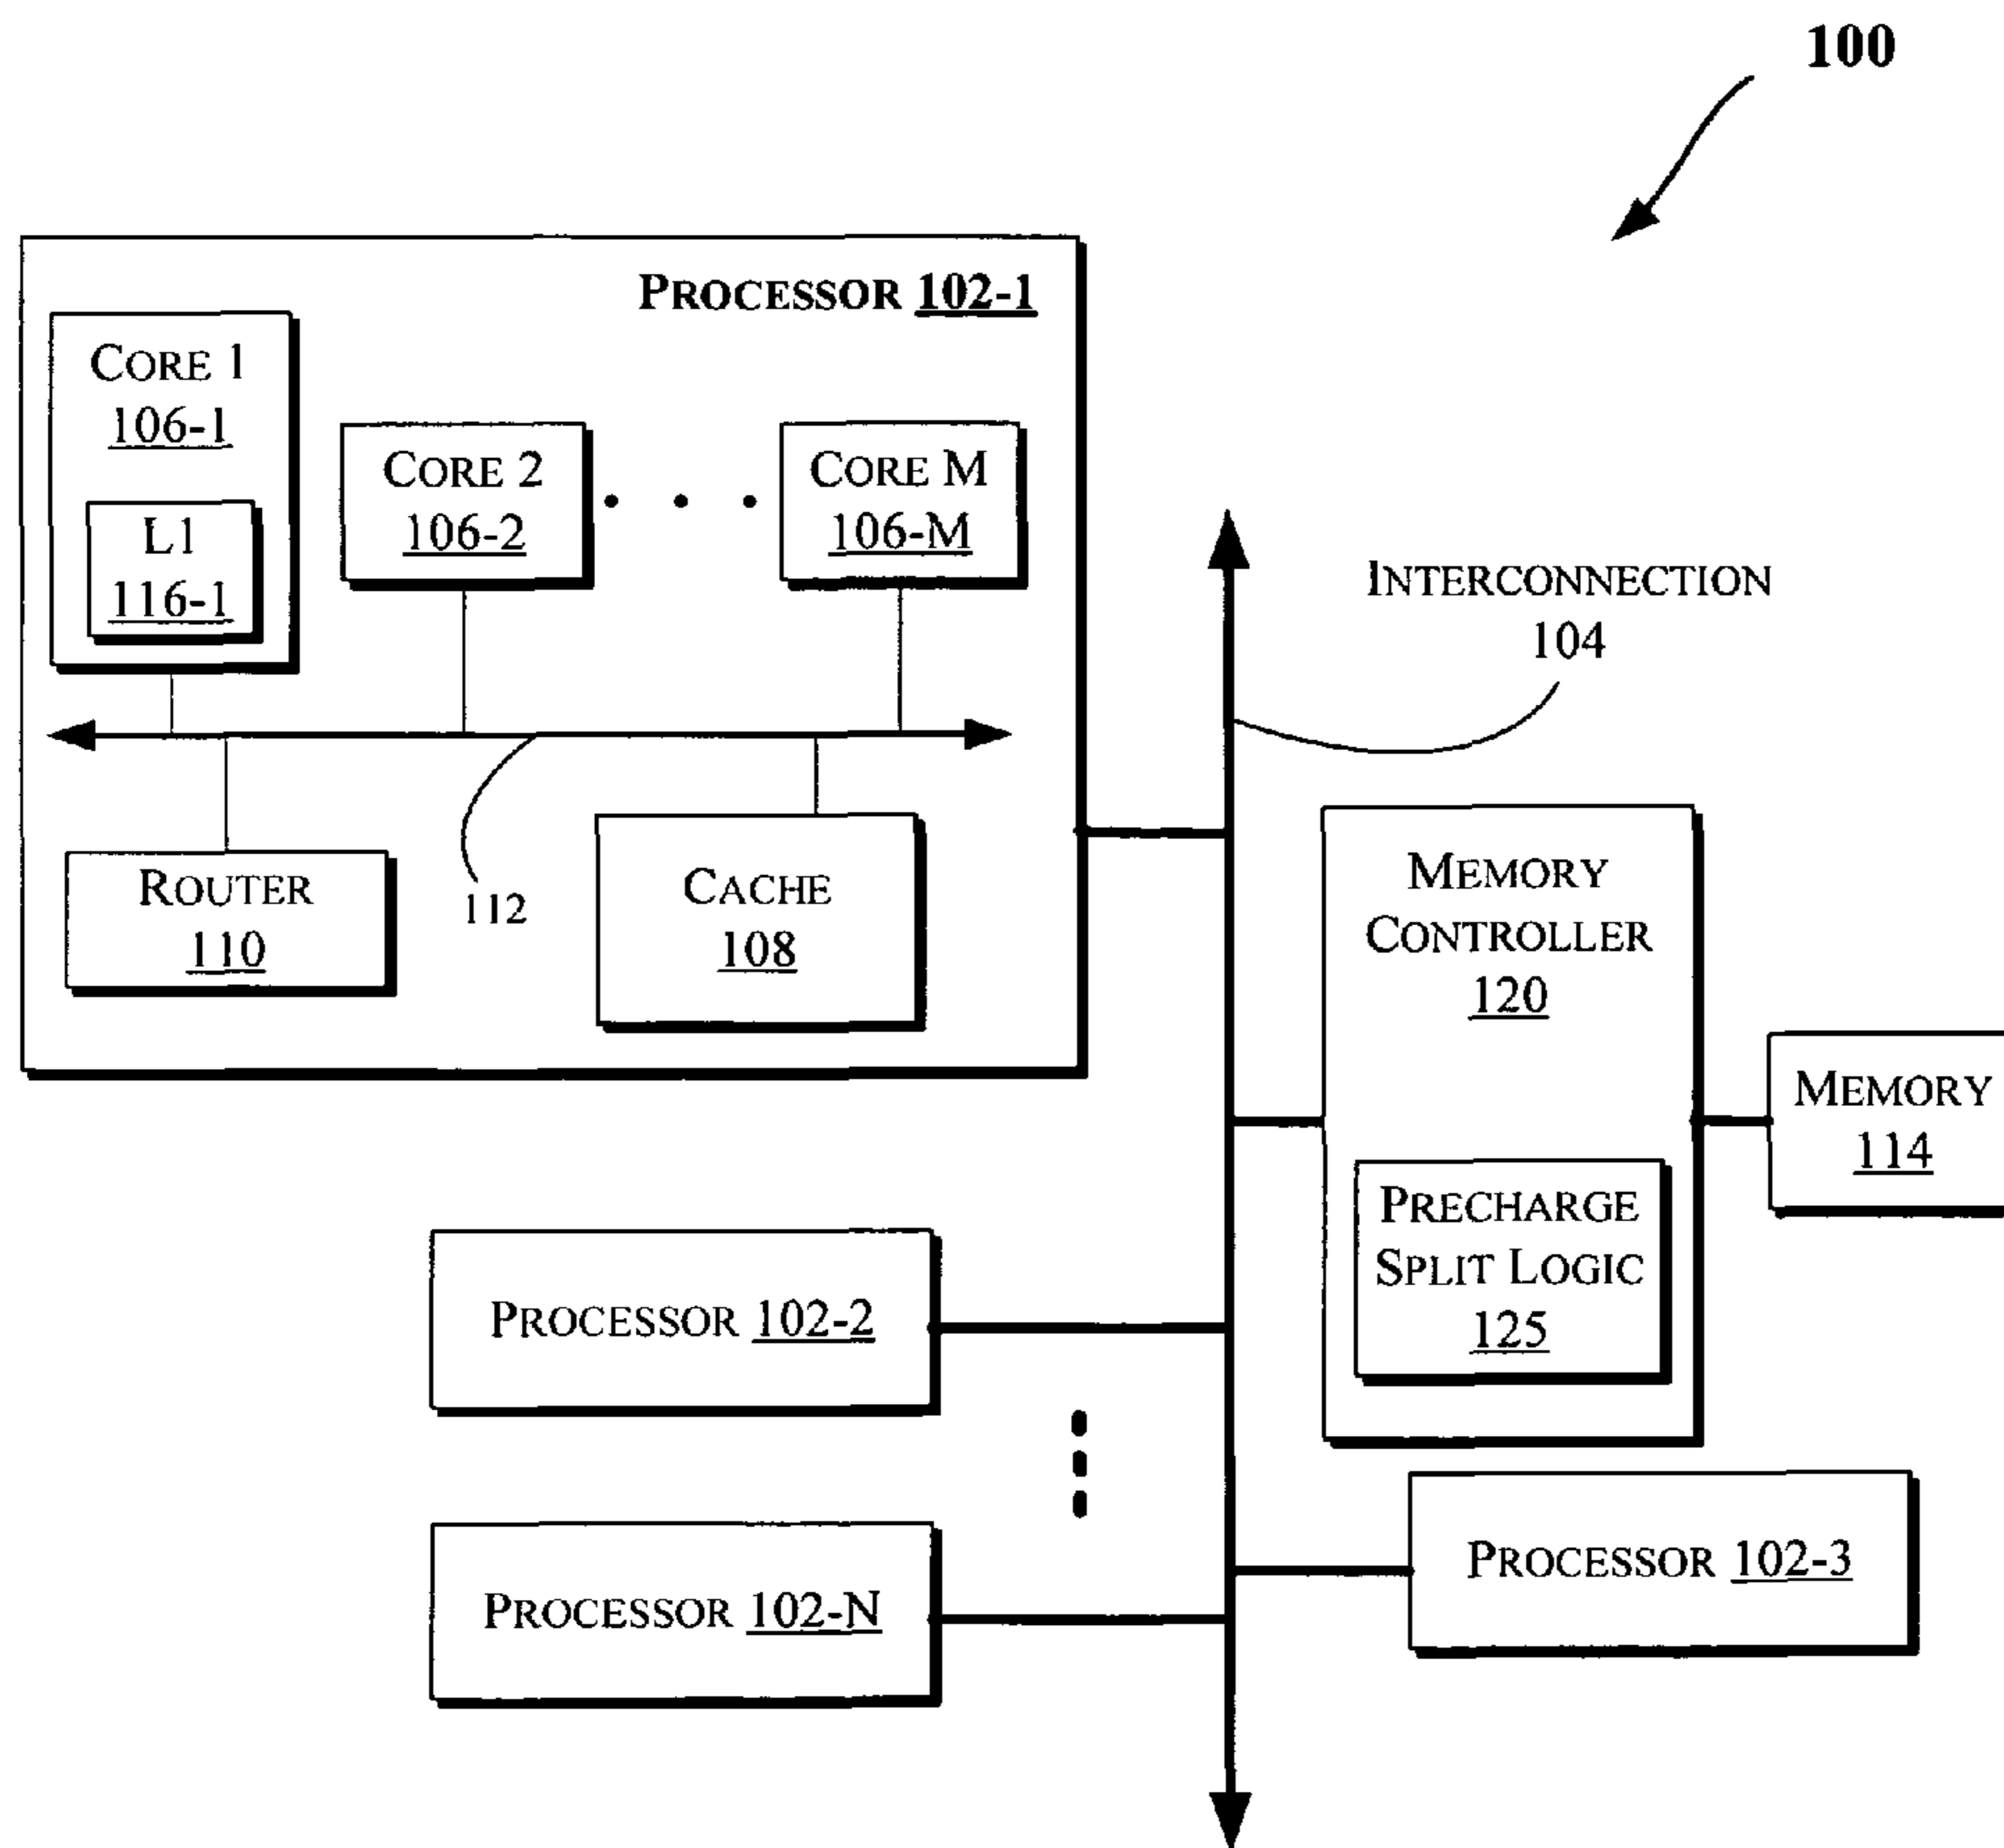 100
PROCESSOR 102-1
CORE 1
106-1
L1
116-1
CORE 2
106-2
CORE M
106-M
INTERCONNECTION
104
ROUTER
110
112
CACHE
108
MEMORY
CONTROLLER
120
PRECHARGE
SPLIT LOGIC
125
MEMORY
114
PROCESSOR 102-2
PROCESSOR 102-N
PROCESSOR 102-3